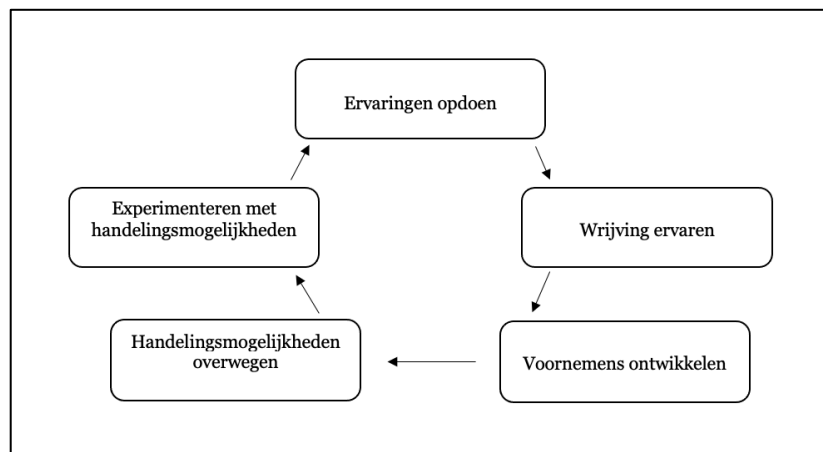 Ervaringen opdoen
Wrijving ervaren
Voornemens ontwikkelen
Handelingsmogelijkheden
overwegen
Experimenteren met
handelingsmogelijkheden